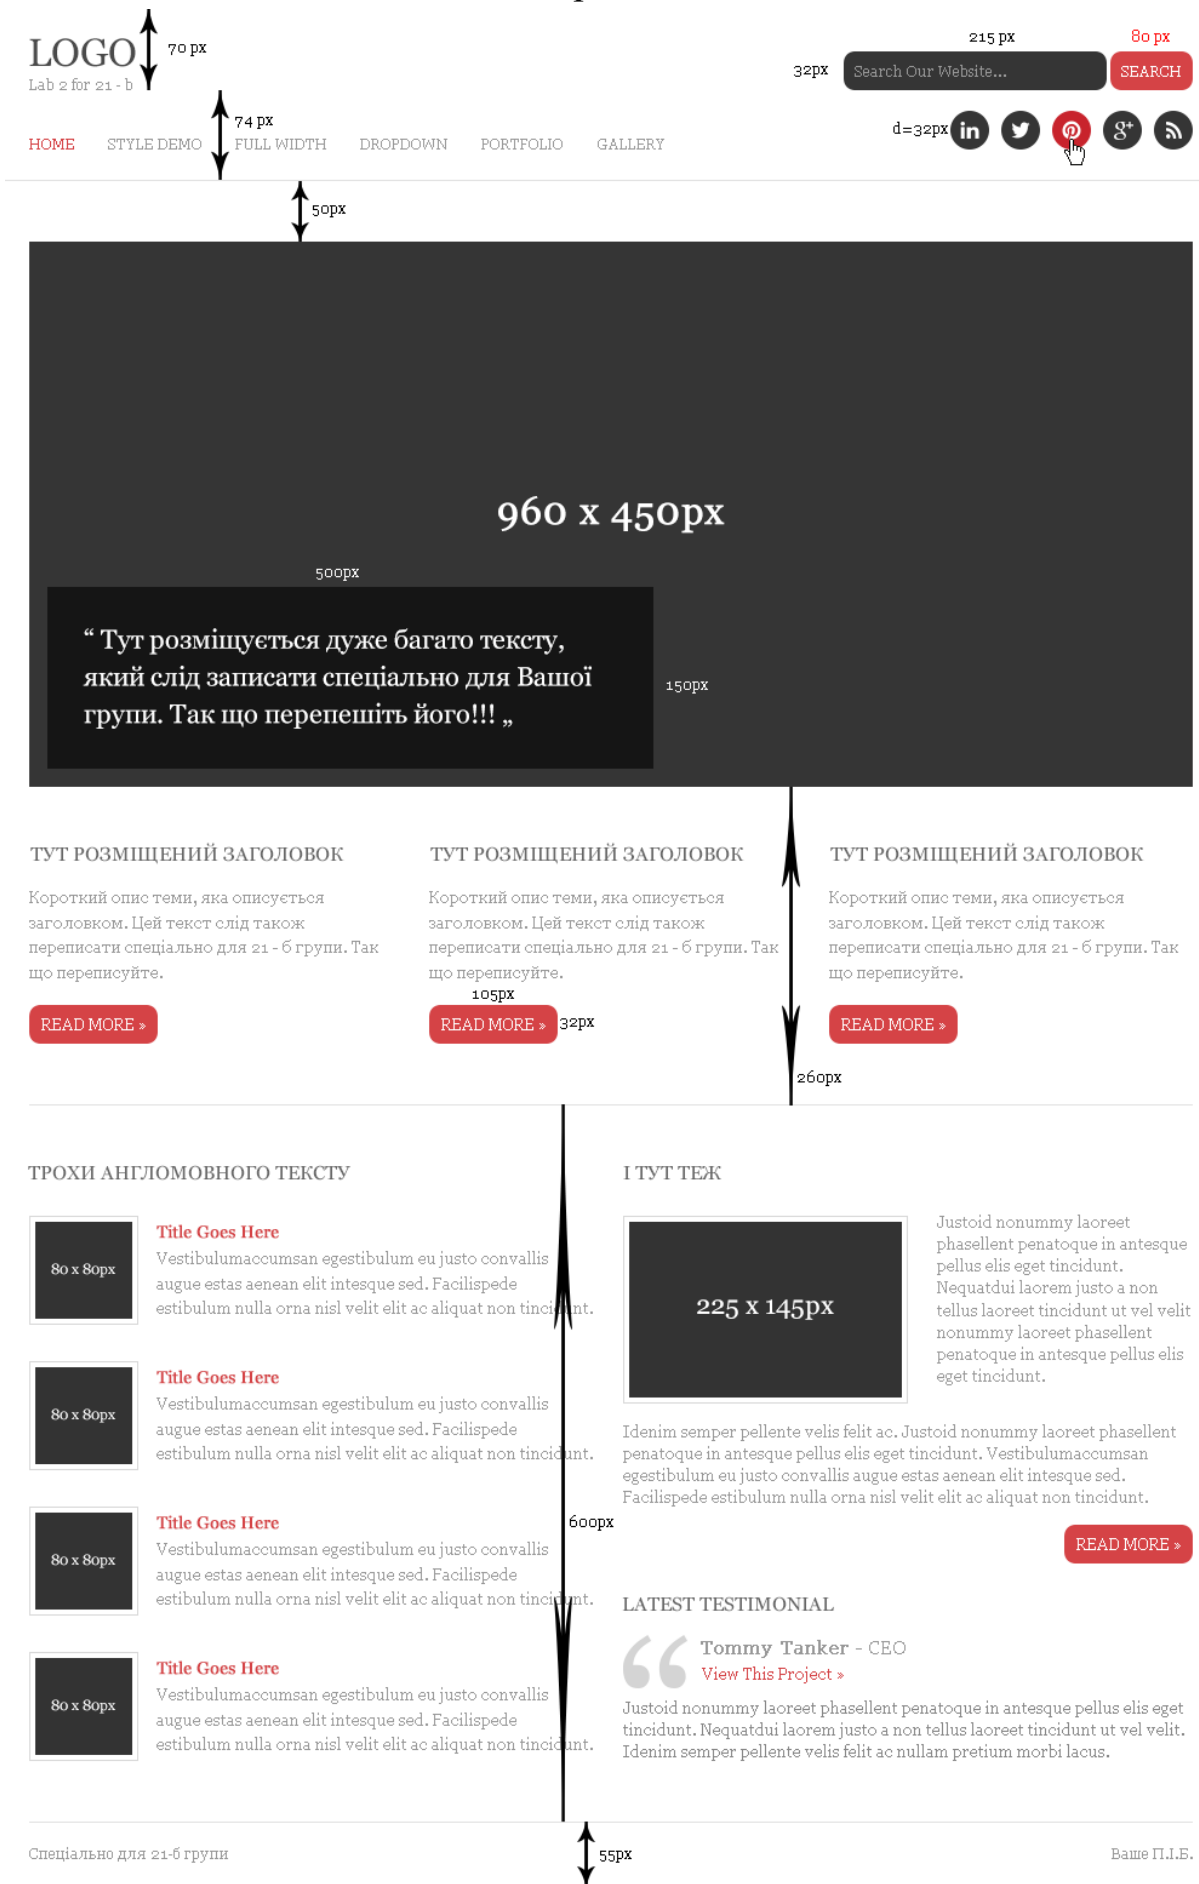 LOGO
70 px
Lab 2 for 21 - b
215 px
80 px
32px
Search Our Website...
SEARCH
74 px
HOME
STYLE DEMO
FULL WIDTH
DROPDOWN
PORTFOLIO
GALLERY
d=32px
in
g+
50px
960 x 450px
500px
“ Тут розміщується дуже багато тексту,
який слід записати спеціально для Вашої
групи. Так що перепешіть його!!! „
150px
ТУТ РОЗМІЩЕНИЙ ЗАГОЛОВОК
Короткий опис теми, яка описується
заголовком. Цей текст слід також
переписати спеціально для 21 - б групи. Так
що переписуйте.
READ MORE »
ТУТ РОЗМІЩЕНИЙ ЗАГОЛОВОК
Короткий опис теми, яка описується
заголовком. Цей текст слід також
переписати спеціально для 21 - б групи. Так
що переписуйте.
105px
READ MORE »
32px
ТУТ РОЗМІЩЕНИЙ ЗАГОЛОВОК
Короткий опис теми, яка описується
заголовком. Цей текст слід також
переписати спеціально для 21 - б групи. Так
що переписуйте.
READ MORE »
260px
ТРОХИ АНГЛОМОВНОГО ТЕКСТУ
80 x 80px
Title Goes Here
Vestibulumaccumsan egestibulum eu justo convallis
augue estas aenean elit intesque sed. Facilispede
estibulum nulla orna nisl velit elit ac aliquat non tincidunt.
80 x 80px
Title Goes Here
Vestibulumaccumsan egestibulum eu justo convallis
augue estas aenean elit intesque sed. Facilispede
estibulum nulla orna nisl velit elit ac aliquat non tincidunt.
80 x 80px
Title Goes Here
Vestibulumaccumsan egestibulum eu justo convallis
augue estas aenean elit intesque sed. Facilispede
estibulum nulla orna nisl velit elit ac aliquat non tincidunt.
80 x 80px
Title Goes Here
Vestibulumaccumsan egestibulum eu justo convallis
augue estas aenean elit intesque sed. Facilispede
estibulum nulla orna nisl velit elit ac aliquat non tincidunt.
600px
І ТУТ ТЕЖ
225 x 145px
Justoid nonummy laoreet
phasellent penatoque in antesque
pellus elis eget tincidunt.
Nequatdui laorem justo a non
tellus laoreet tincidunt ut vel velit
nonummy laoreet phasellent
penatoque in antesque pellus elis
eget tincidunt.
Idenim semper pellente velis felit ac. Justoid nonummy laoreet phasellent
penatoque in antesque pellus elis eget tincidunt. Vestibulumaccumsan
egestibulum eu justo convallis augue estas aenean elit intesque sed.
Facilispede estibulum nulla orna nisl velit elit ac aliquat non tincidunt.
READ MORE »
LATEST TESTIMONIAL
“
Tommy Tanker - CEO
View This Project »
Justoid nonummy laoreet phasellent penatoque in antesque pellus elis eget
tincidunt. Nequatdui laorem justo a non tellus laoreet tincidunt ut vel velit.
Idenim semper pellente velis felit ac nullam pretium morbi lacus.
Спеціально для 21-б групи
55px
Ваше П.І.Б.